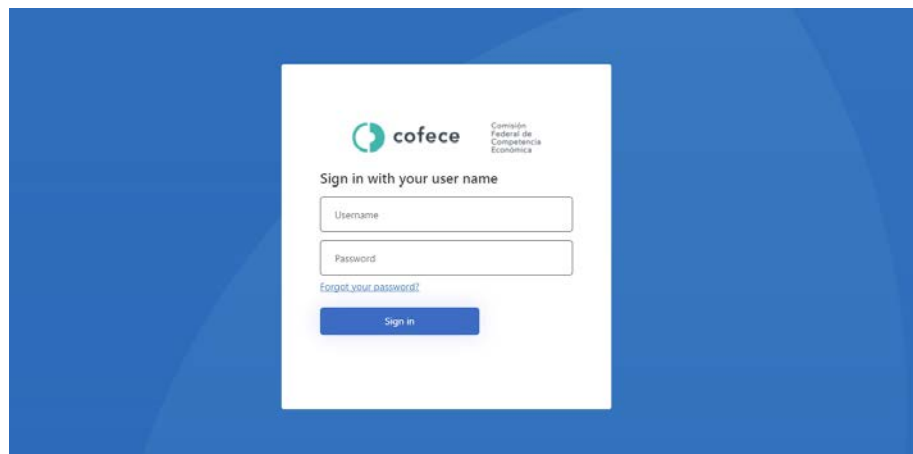 cofece
Comisión
Federal de
Competencia
Económica
Sign in with your user name
Username
Password
Forgot your password?
Sign in